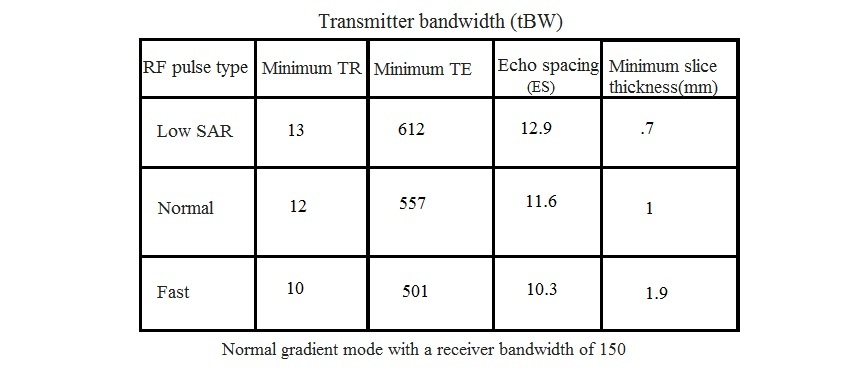 Transmitter bandwidth (tBW)
RF pulse type Minimum TR Minimum TE Echo spacing (ES) Minimum slice thickness(mm)
Low SAR 13 612 12.9 .7
Normal 12 557 11.6 1
Fast 10 501 10.3 1.9
Normal gradient mode with a receiver bandwidth of 150